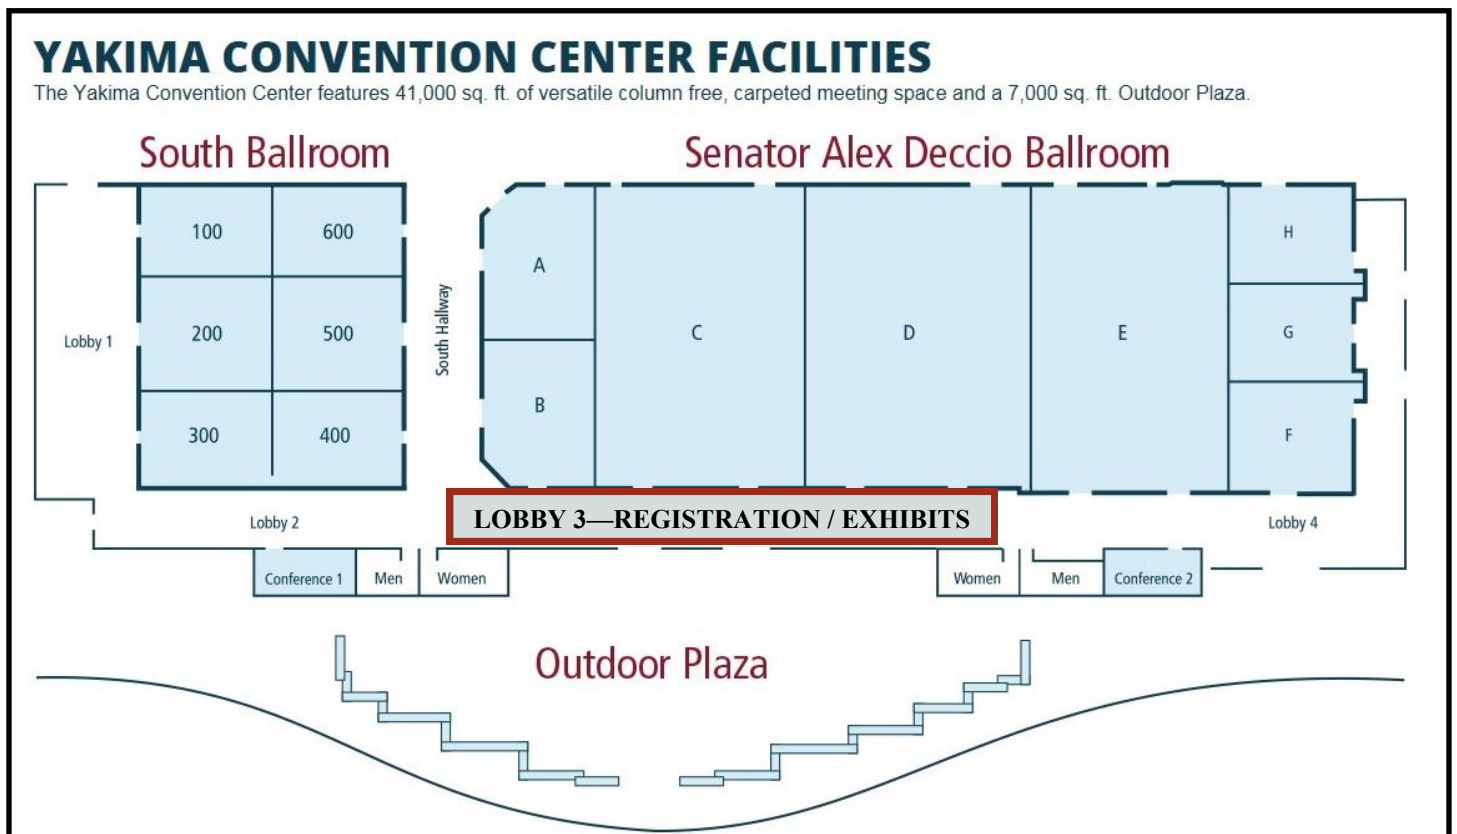 YAKIMA CONVENTION CENTER FACILITIES
The Yakima Convention Center features 41,000 sq. ft. of versatile column free, carpeted meeting space and a 7,000 sq. ft. Outdoor Plaza.
South Ballroom
Senator Alex Deccio Ballroom
100
600
200
500
300
400
Lobby 1
South Hallway
A
B
C
D
E
H
G
F
Lobby 2
LOBBY 3—REGISTRATION / EXHIBITS
Lobby 4
Conference 1
Men
Women
Women
Men
Conference 2
Outdoor Plaza